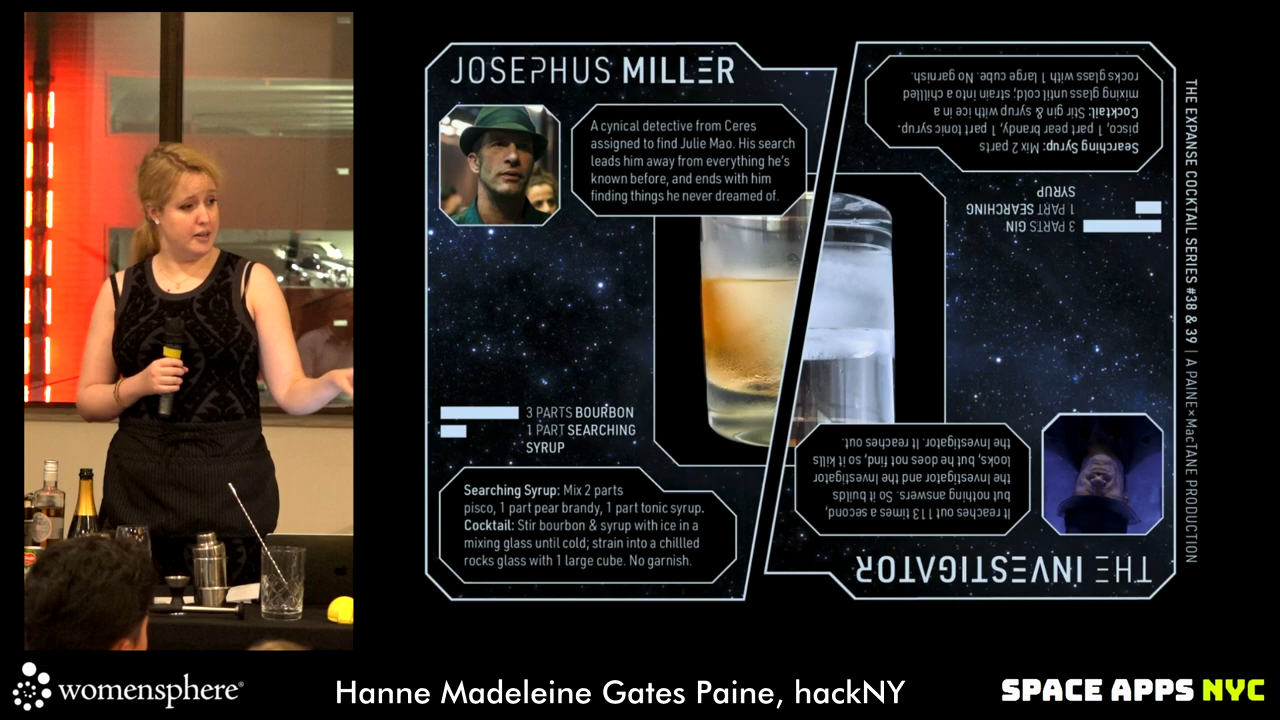 JOSEPHUS MILLER
A cynical detective from Ceres
assigned to find Julie Mao. His search
leads him away from everything he's
known before, and ends with him
finding things he never dreamed of.
3 PARTS BOURBON
1 PART SEARCHING
SYRUP
Searching Syrup: Mix 2 parts
pisco, 1 part pear brandy, 1 part tonic syrup.
Cocktail: Stir bourbon & syrup with ice in a
mixing glass until cold; strain into a chillled
rocks glass with 1 large cube. No garnish.
THE INVESTIGATOR
It reaches out 113 times a second,
but nothing answers. So it builds
the Investigator and the Investigator
looks, but he does not find, so it kills
the Investigator. It reaches
out.
3 PARTS GIN
1 PART SEARCHING
SYRUP
Searching Syrup: Mix 2 parts
pisco, 1 part pear brandy, 1 part tonic syrup.
Cocktail: Stir gin & syrup with ice in a
mixing glass until cold; strain into a chillled
rocks glass with 1 large cube. No garnish.
THE EXPANSE COCKTAIL SERIES #38 & 39 | A PAINE×MacTANE PRODUCTION
womensphere®
Hanne Madeleine Gates Paine, hackNY
SPACE APPS NYC